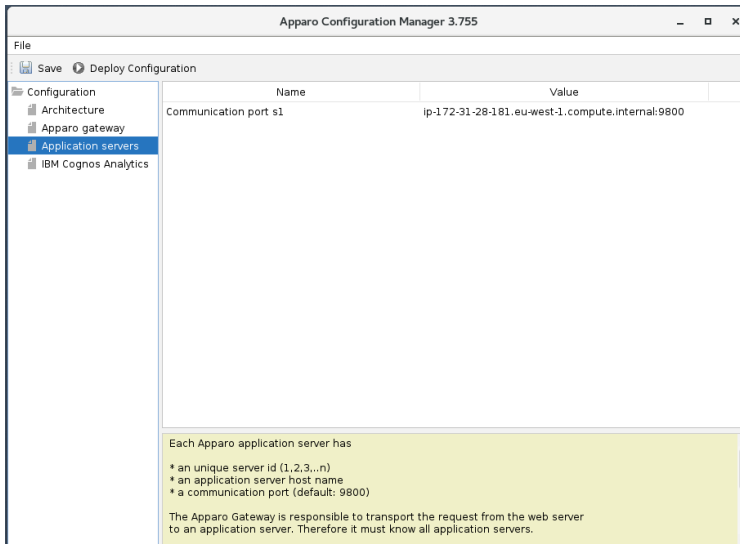 Apparo Configuration Manager 3.755
File
Save Deploy Configuration
Configuration
Architecture
Apparo gateway
Application servers
IBM Cognos Analytics
Name Value
Communication port s1 ip-172-31-28-181.eu-west-1.compute.internal:9800
Each Apparo application server has
* an unique server id (1,2,3,..n)
* an application server host name
* a communication port (default: 9800)
The Apparo Gateway is responsible to transport the request from the web server
to an application server. Therefore it must know all application servers.